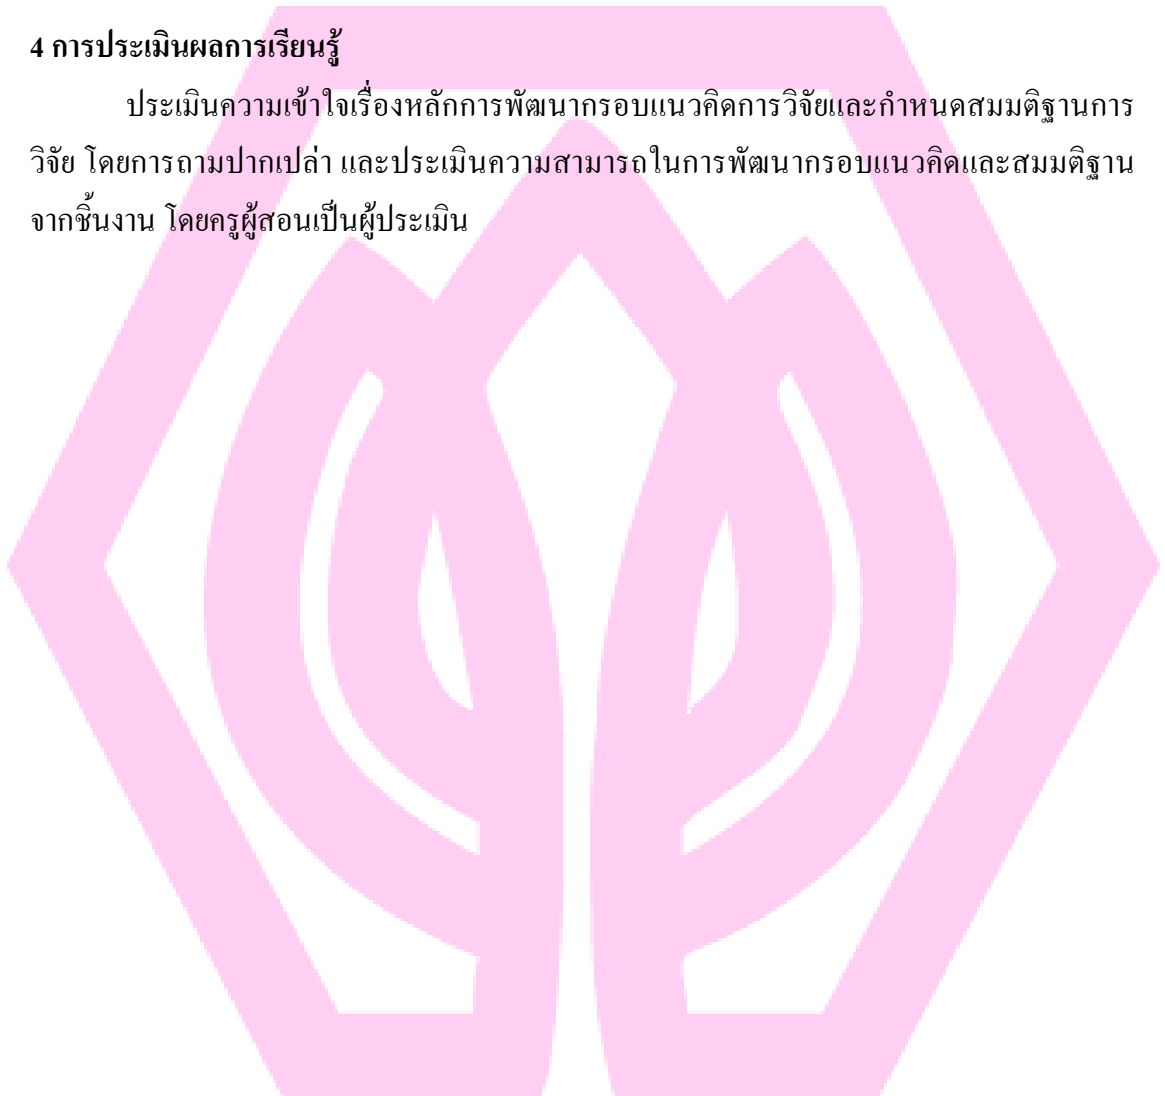 4 การประเมินผลการเรียนรู้
ประเมินความเข้าใจเรื่องหลักการพัฒนากรอบแนวคิดการวิจัยและกำหนดสมมติฐานการ
วิจัย โดยการถามปากเปล่า และประเมินความสามารถในการพัฒนากรอบแนวคิดและสมมติฐาน
จากชิ้นงาน โดยครูผู้สอนเป็นผู้ประเมิน